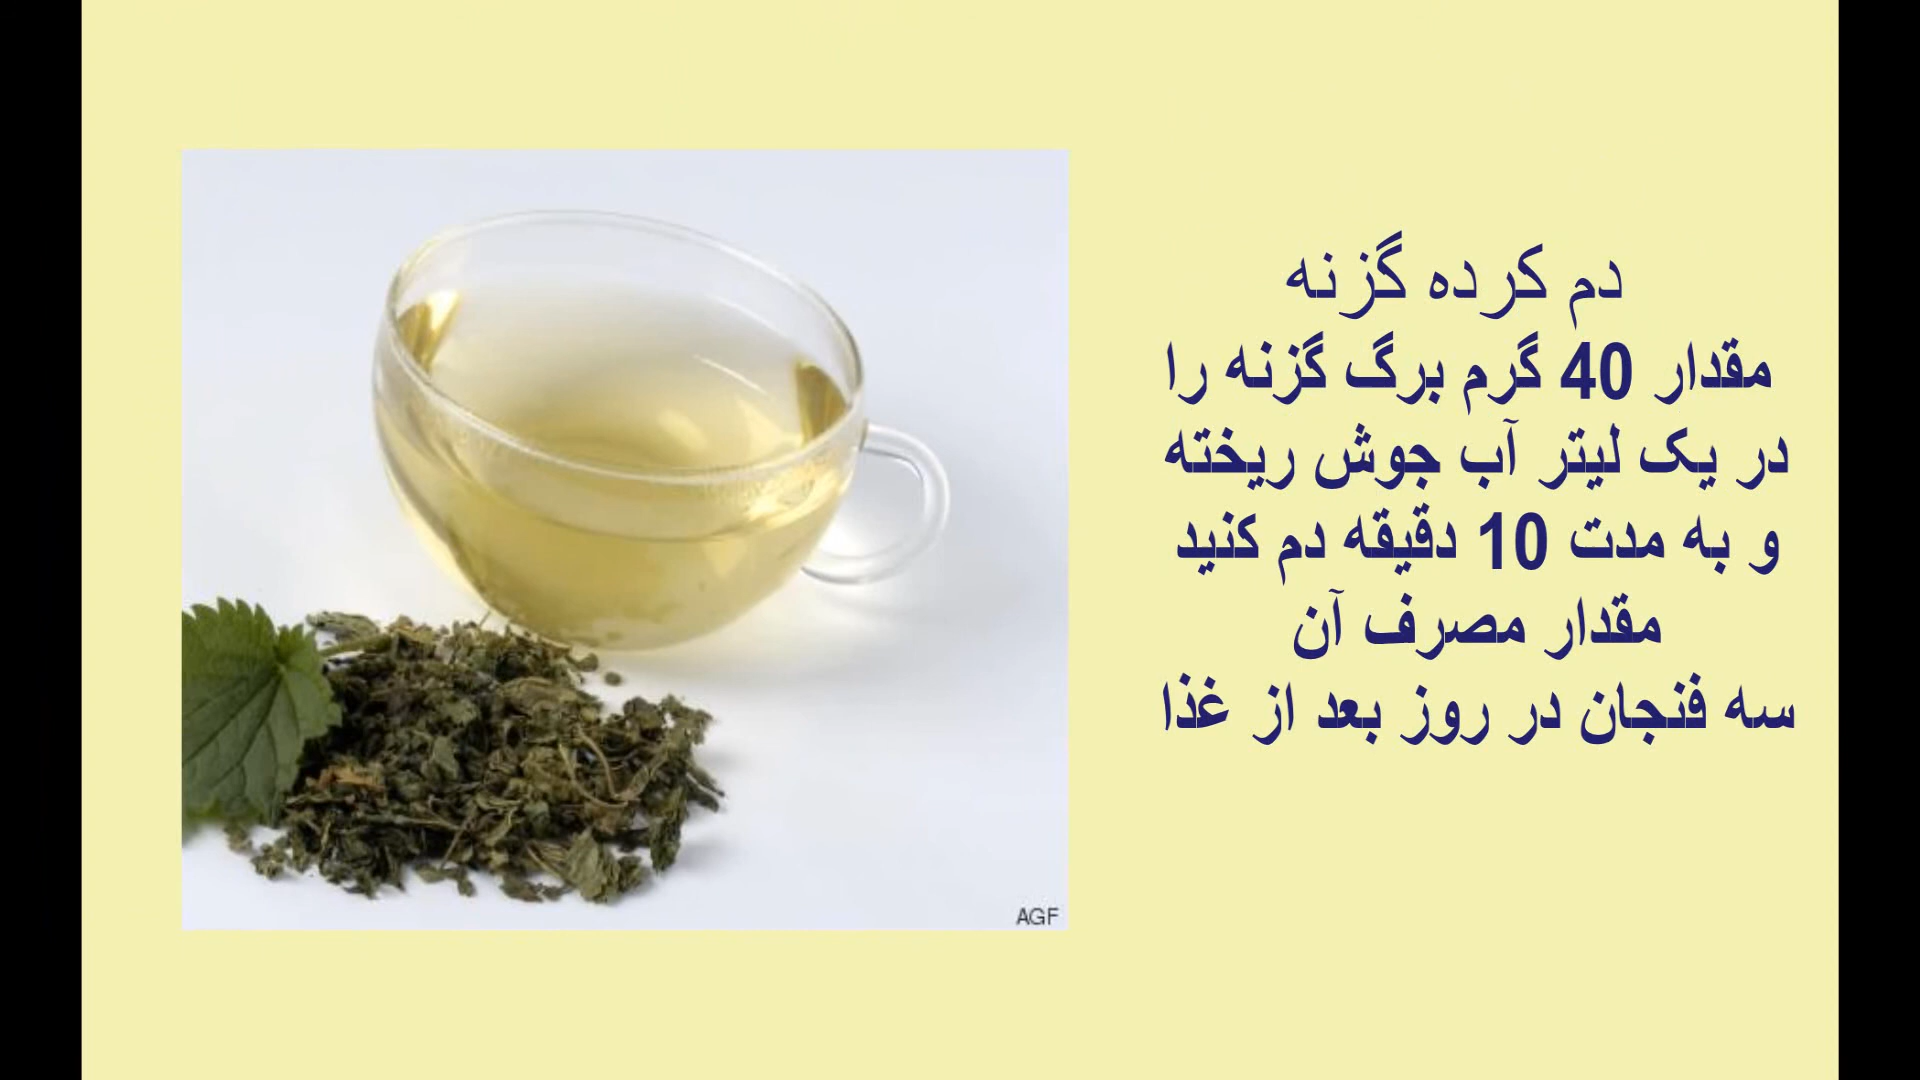 دم کرده گزنه
مقدار 40 گرم برگ گزنه را
در یک لیتر آب جوش ریخته
و به مدت 10 دقیقه دم کنید
مقدار مصرف آن
سه فنجان در روز بعد از غذا
AGF